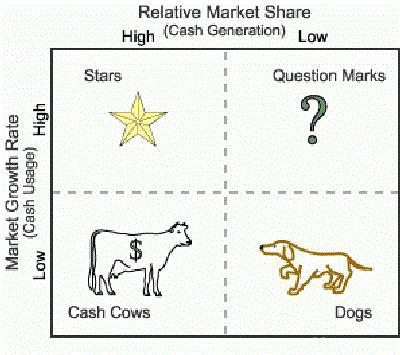 Relative Market Share
High (Cash Generation) Low
Stars
Question Marks
?
Market Growth Rate
(Cash Usage)
High
Low
$
Cash Cows
Dogs